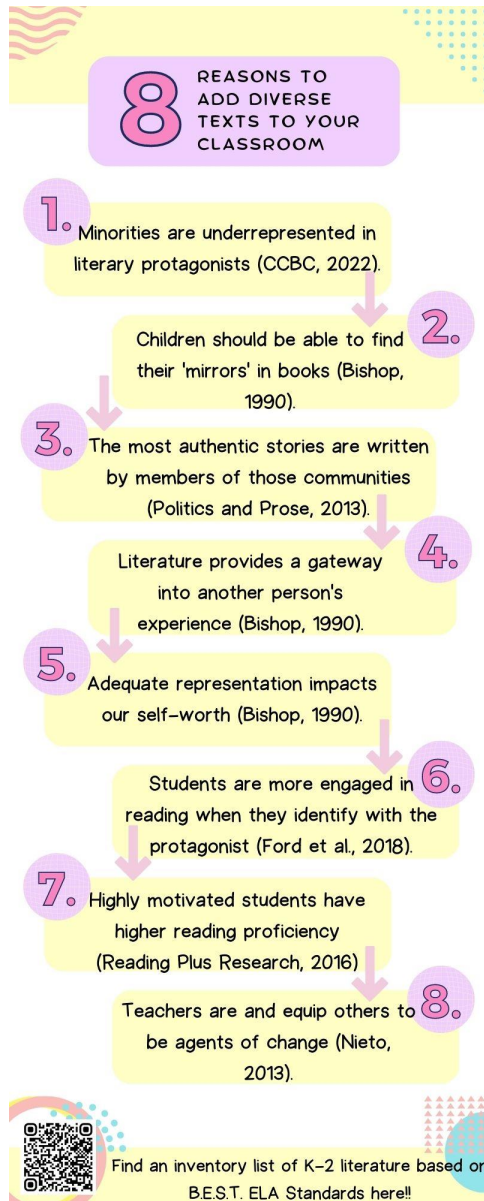 8
REASONS TO
ADD DIVERSE
TEXTS TO YOUR
CLASSROOM
1.
Minorities are underrepresented in
literary protagonists (CCBC, 2022).
2.
Children should be able to find
their 'mirrors' in books (Bishop,
1990).
3.
The most authentic stories are written
by members of those communities
(Politics and Prose, 2013).
4.
Literature provides a gateway
into another person's
experience (Bishop, 1990).
5.
Adequate representation impacts
our self-worth (Bishop, 1990).
6.
Students are more engaged in
reading when they identify with the
protagonist (Ford et al., 2018).
7.
Highly motivated students have
higher reading proficiency
(Reading Plus Research, 2016)
8.
Teachers are and equip others to
be agents of change (Nieto,
2013).
Find an inventory list of K-2 literature based on
B.E.S.T. ELA Standards here!!